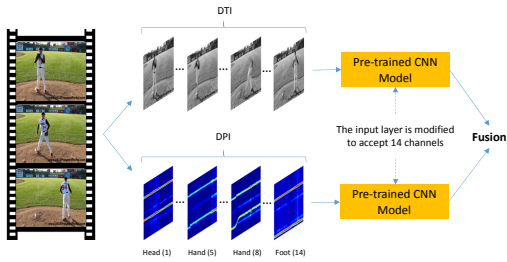 DTI
Pre-trained CNN
Model
The input layer is modified
to accept 14 channels
Fusion
DPI
Pre-trained CNN
Model
Head (1)
Hand (5)
Hand (8)
Foot (14)